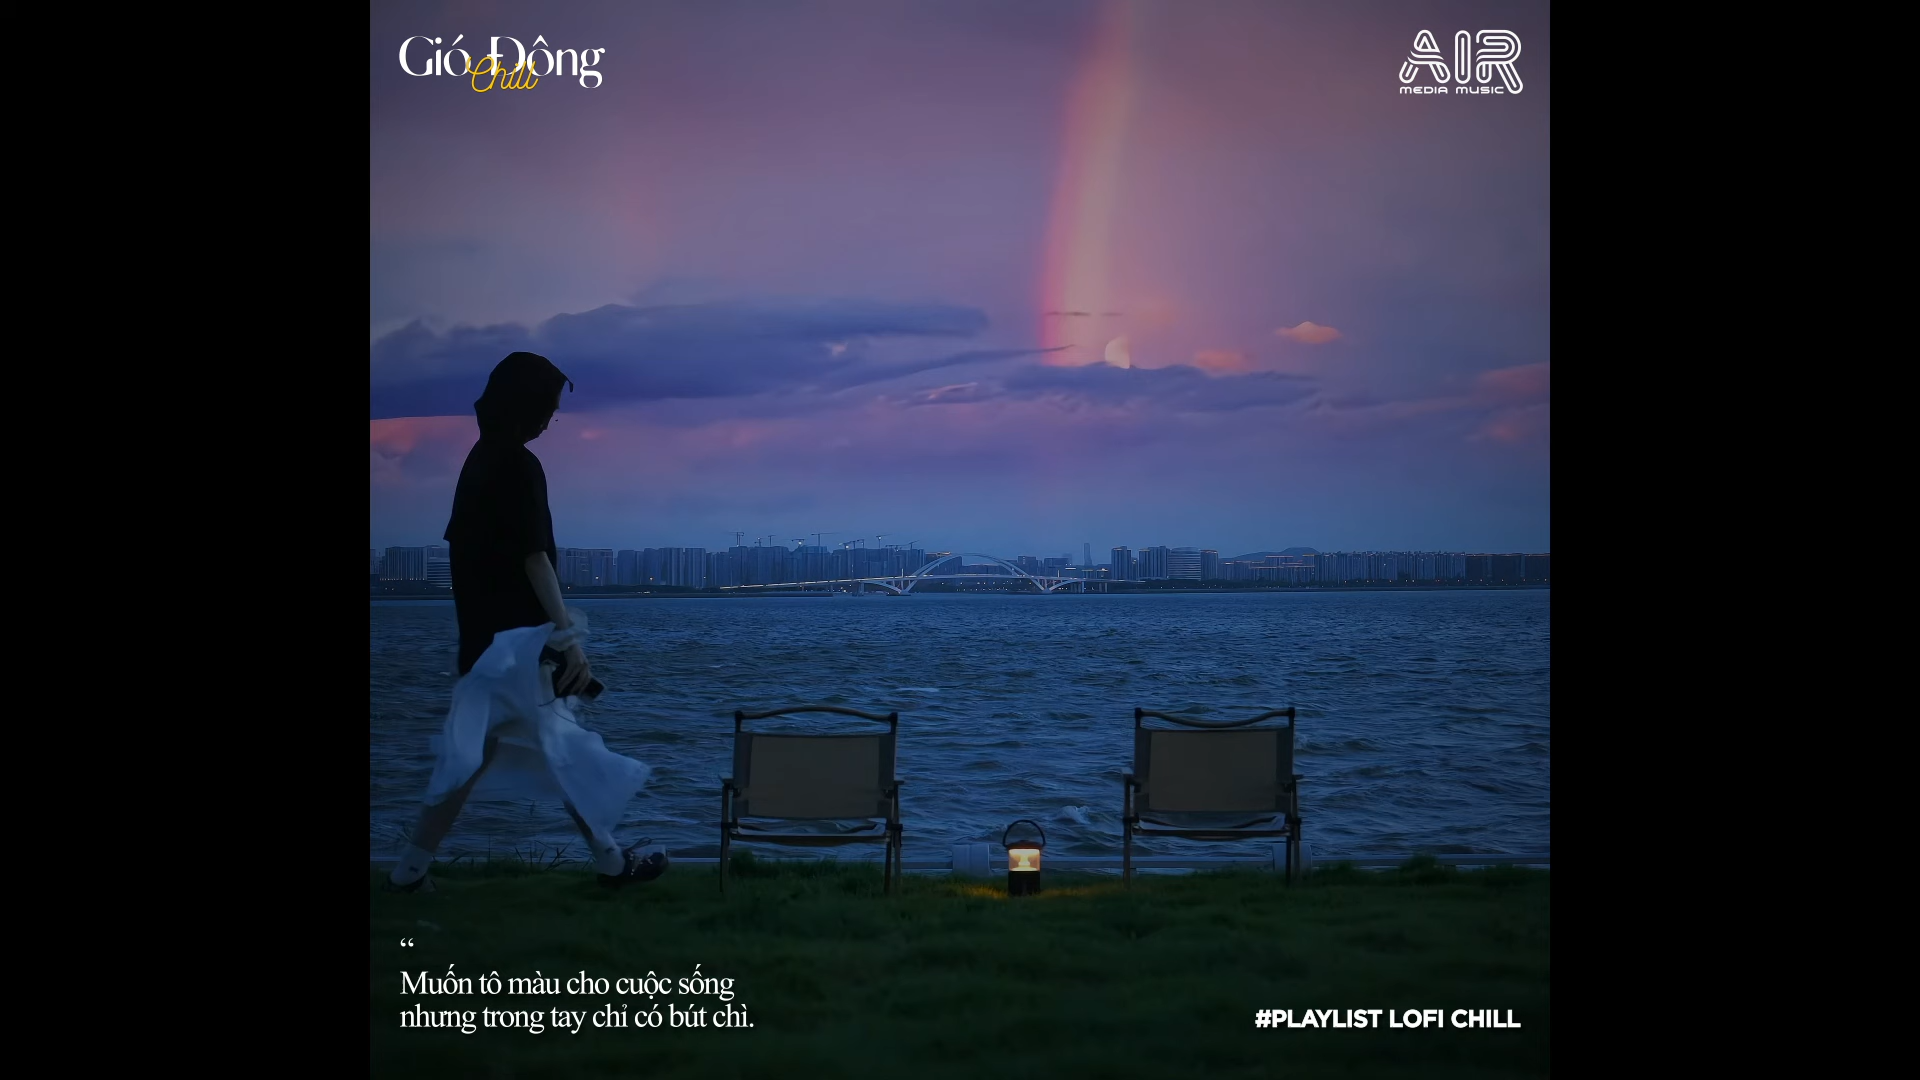 Gió Đông
Chill
AIR
MEDIA MUSIC
“
Muốn tô màu cho cuộc sống
nhưng trong tay chỉ có bút chì.
#PLAYLIST LOFI CHILL